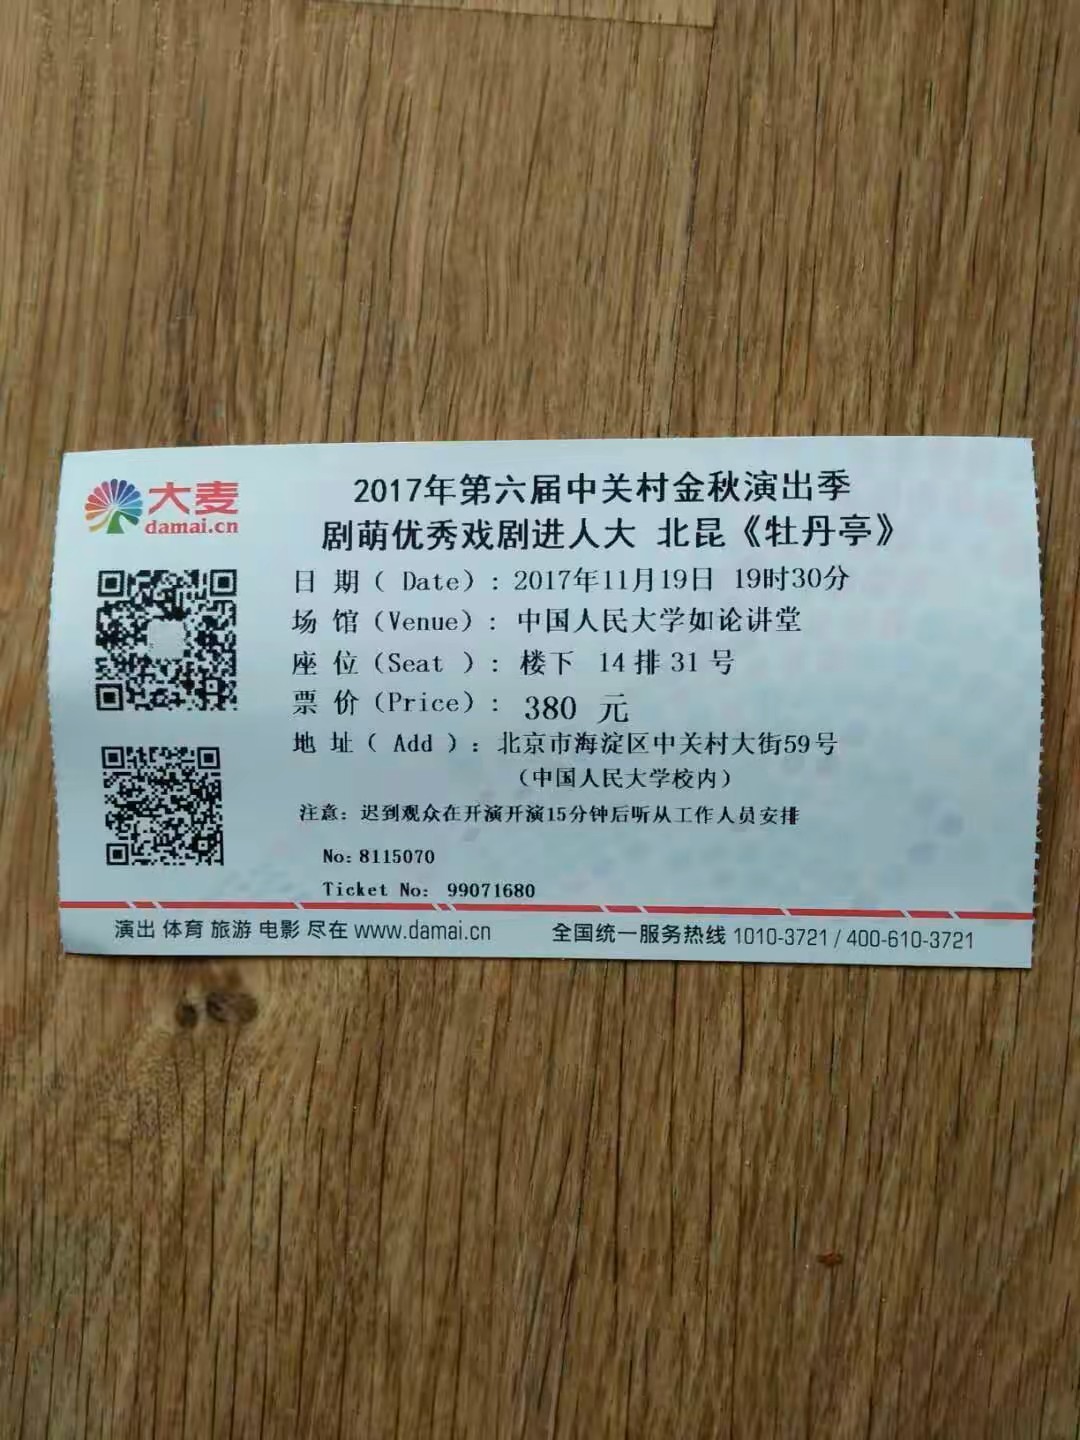 大麦
damai.cn
2017年第六届中关村金秋演出季
剧萌优秀戏剧进人大 北昆《牡丹亭》
日 期（ Date）: 2017年11月19日 19时30分
场 馆（Venue）: 中国人民大学如论讲堂
座 位（Seat ）: 楼下 14 排 31 号
票 价（Price）: 380 元
地 址（ Add ）: 北京市海淀区中关村大街59号
（中国人民大学校内）
注意：迟到观众在开演开演15分钟后听从工作人员安排
No: 8115070
Ticket No: 99071680
演出 体育 旅游 电影 尽在 www.damai.cn 全国统一服务热线 1010-3721 / 400-610-3721